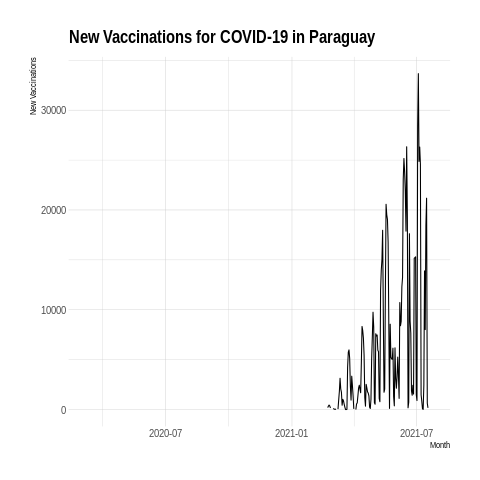 New Vaccinations for COVID-19 in Paraguay
New Vaccinations
30000
20000
10000
0
2020-07
2021-01
2021-07
Month